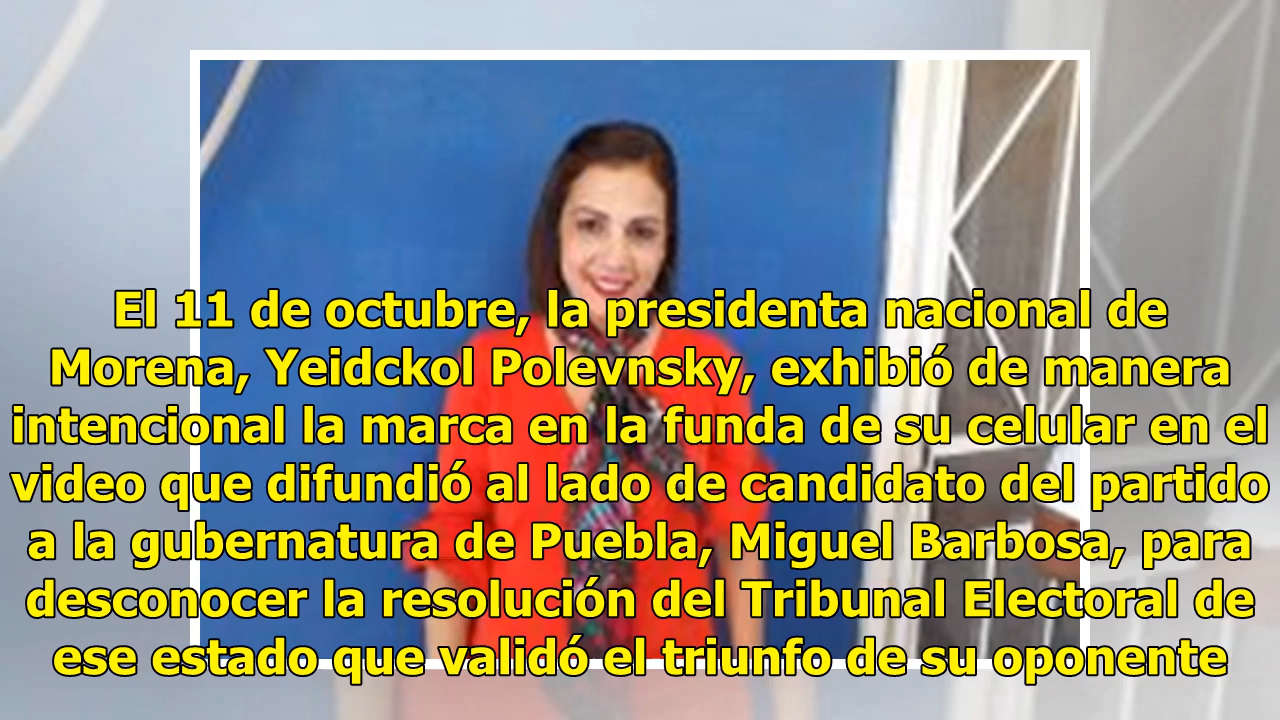 El 11 de octubre, la presidenta nacional de
Morena, Yeidckol Polevnsky, exhibió de manera
intencional la marca en la funda de su celular en el
video que difundió al lado de candidato del partido
a la gubernatura de Puebla, Miguel Barbosa, para
desconocer la resolución del Tribunal Electoral de
ese estado que validó el triunfo de su oponente